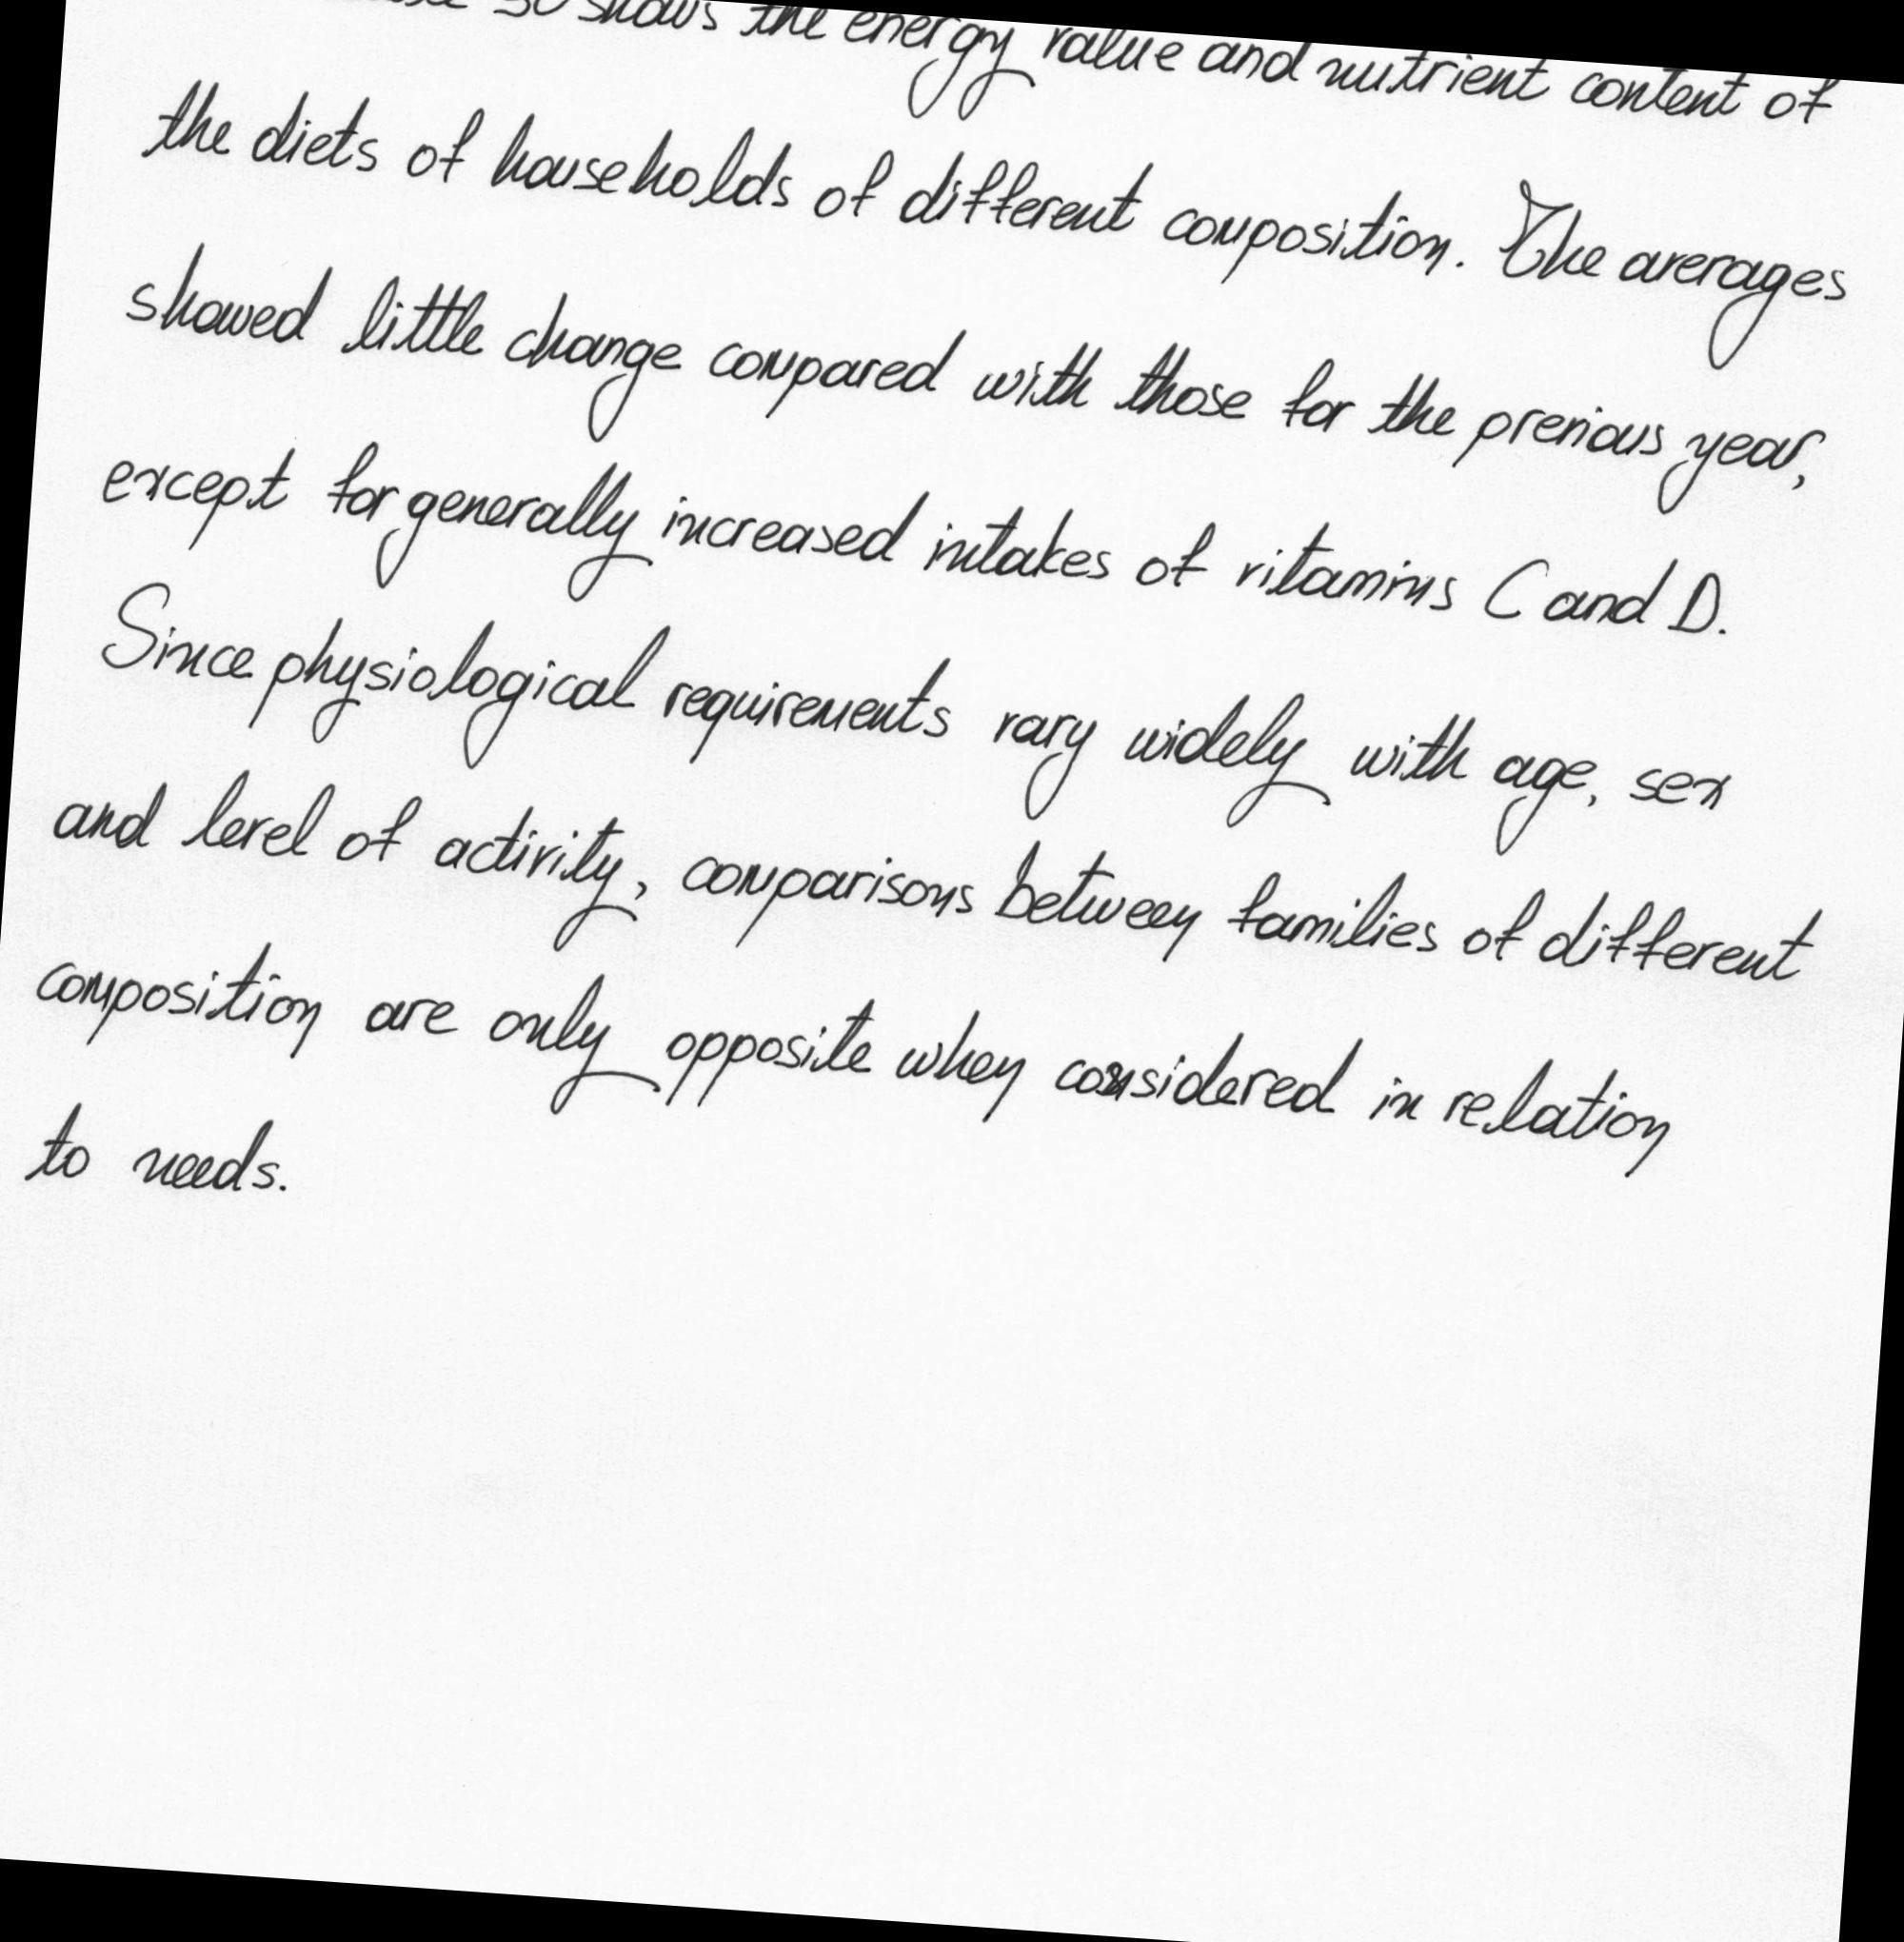 shows the energy value and nutrient content of
the diets of households of different composition. The averages
showed little change compared with those for the previous year,
except for generally increased intakes of vitamins C and D.
Since physiological requirements vary widely with age, sex
and level of activity, comparisons between families of different
composition are only opposite when considered in relation
to needs.